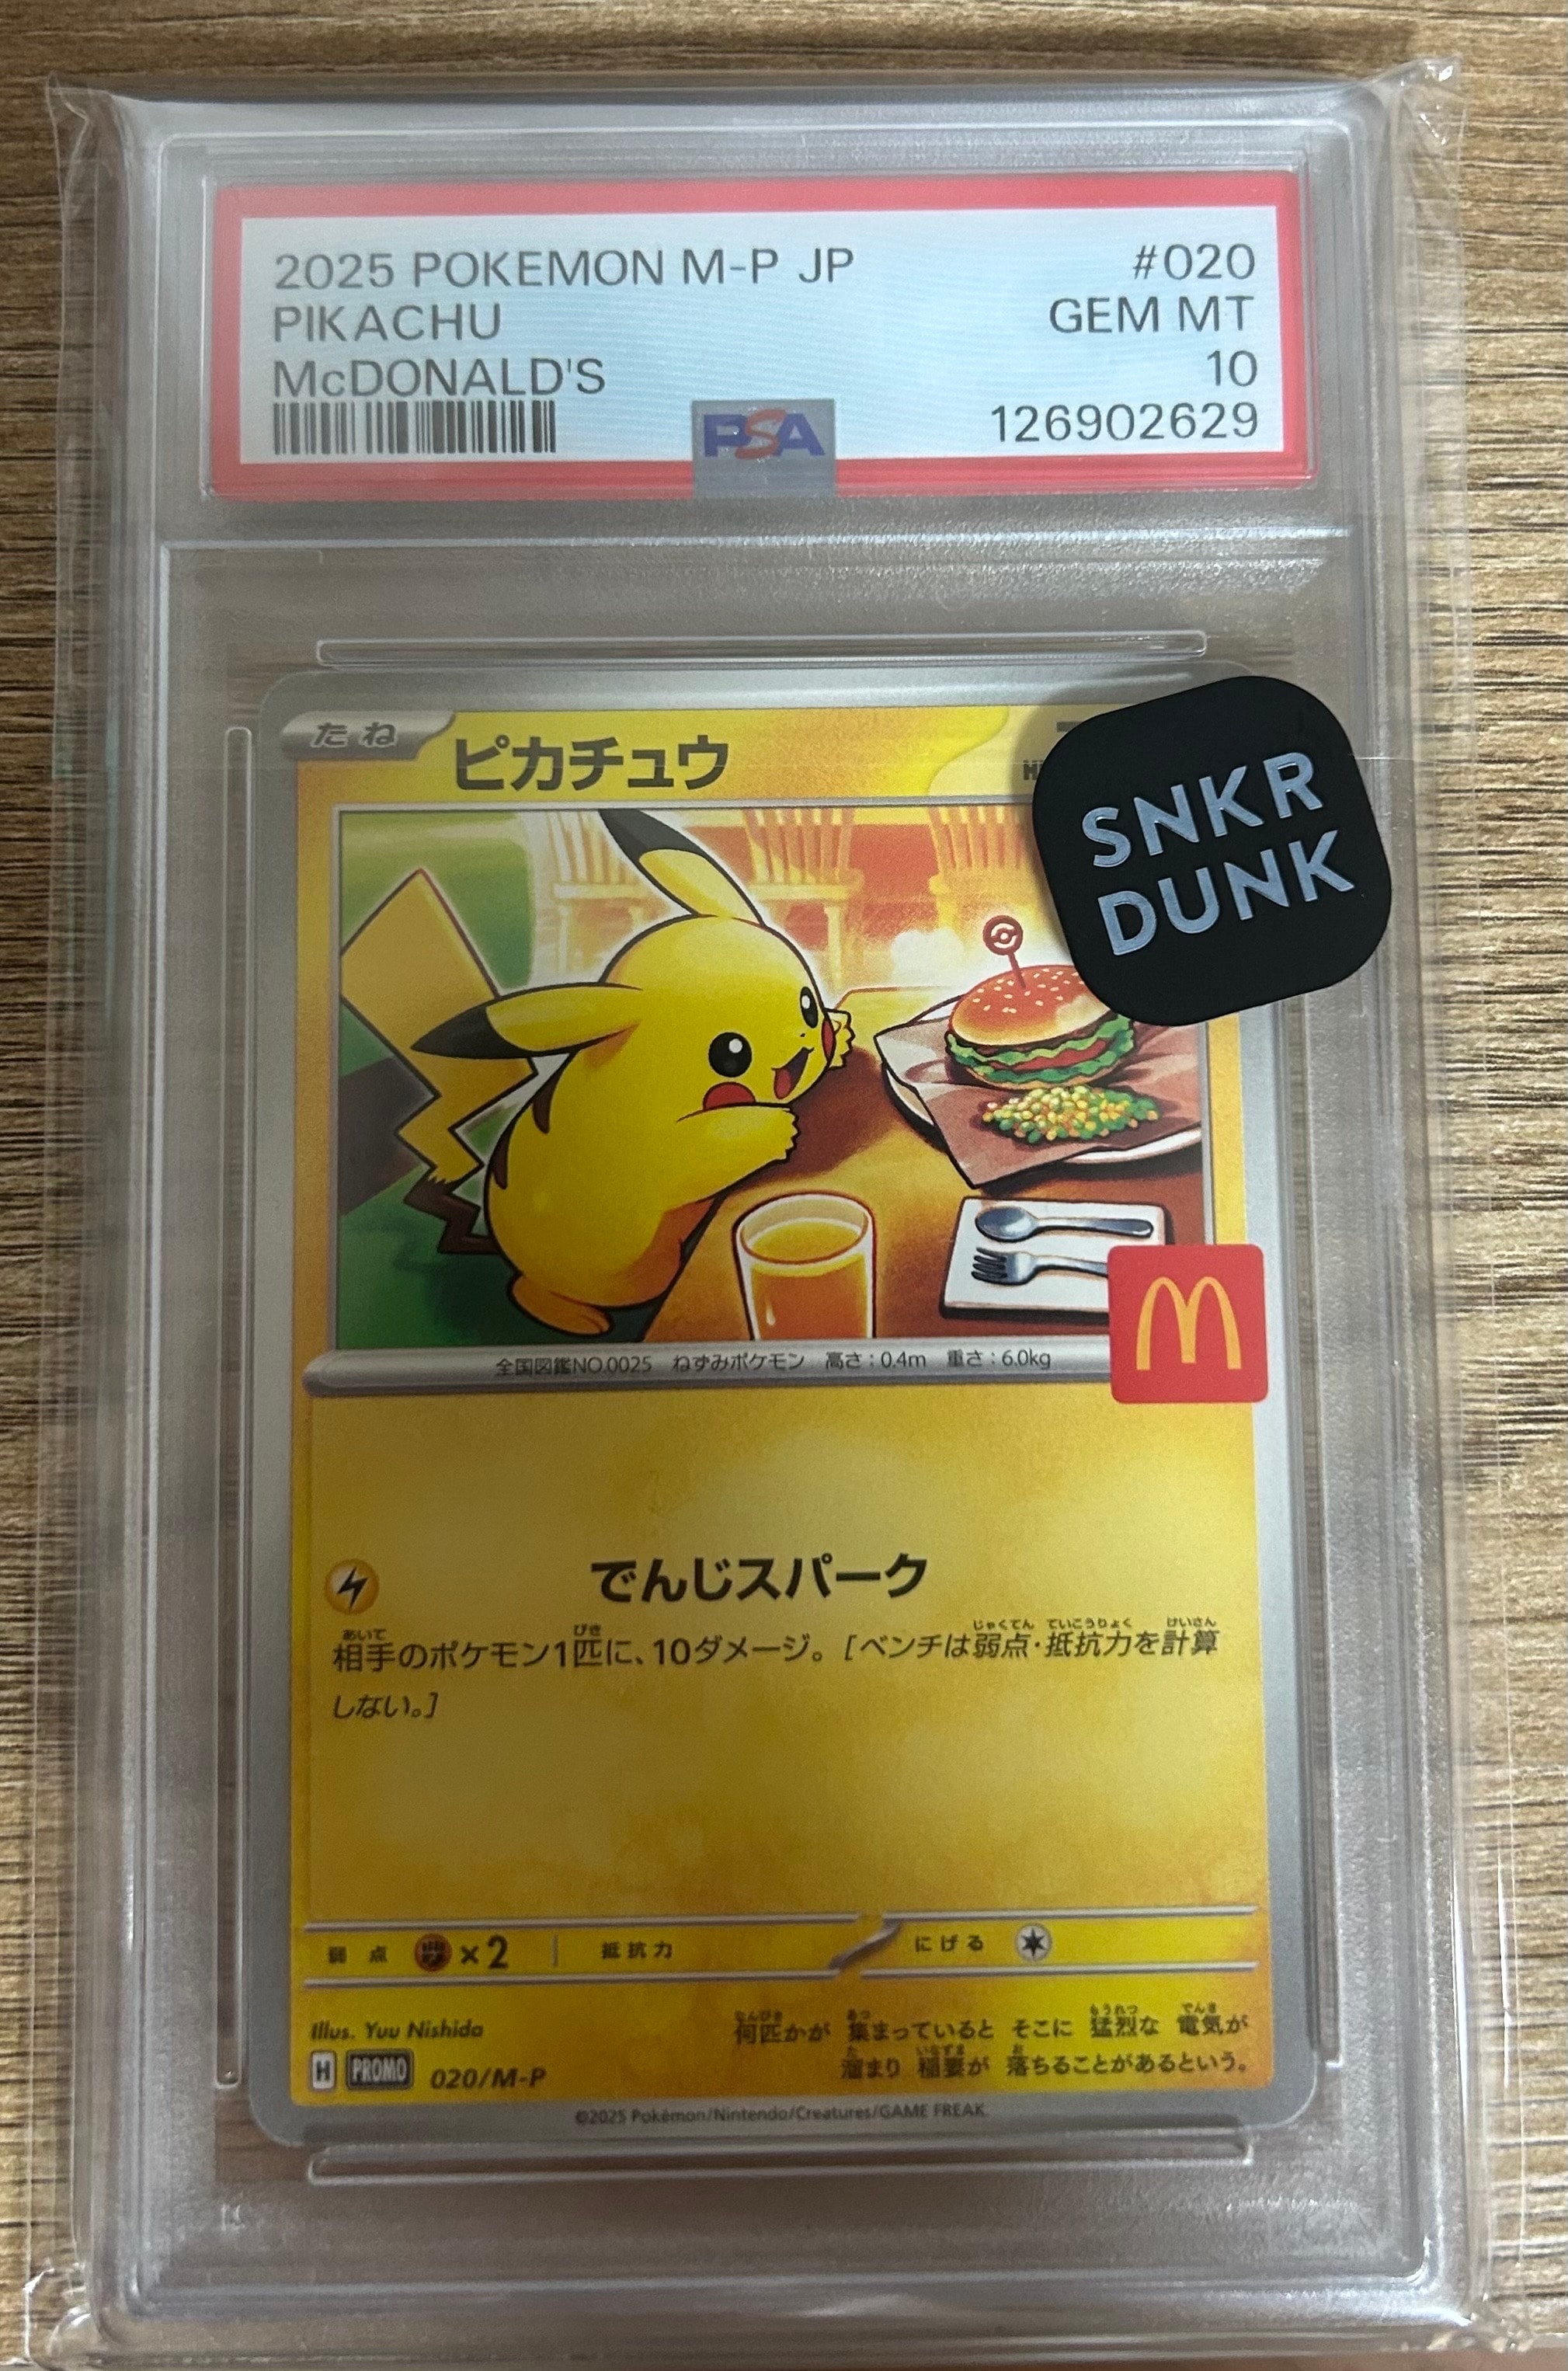 2025 POKEMON M-P JP #020
PIKACHU GEM MT
McDONALD'S 10
PSA 126902629
たね ピカチュウ
SNKR
DUNK
全国図鑑NO.0025 ねずみポケモン 高さ:0.4m 重さ:6.0kg
でんじスパーク
相手のポケモン1匹に、10ダメージ。[ベンチは弱点・抵抗力を計算
しない。]
弱点 ×2 抵抗力 にげる
Illus. Yuu Nishida
何匹かが 集まっていると そこに 猛烈な 電気が
溜まり 稲妻が 落ちることがあるという。
H PROMO 020/M-P
©2025 Pokémon/Nintendo/Creatures/GAME FREAK.